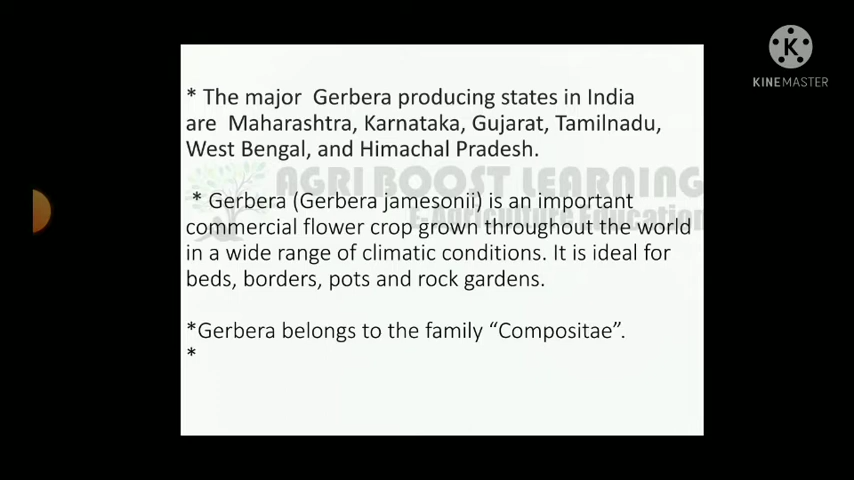 * The major Gerbera producing states in India
are Maharashtra, Karnataka, Gujarat, Tamilnadu,
West Bengal, and Himachal Pradesh.
* Gerbera (Gerbera jamesonii) is an important
commercial flower crop grown throughout the world
in a wide range of climatic conditions. It is ideal for
beds, borders, pots and rock gardens.
*Gerbera belongs to the family “Compositae”.
*
AGRI BOOST LEARNING
E-Agriculture Education
K
KINEMASTER